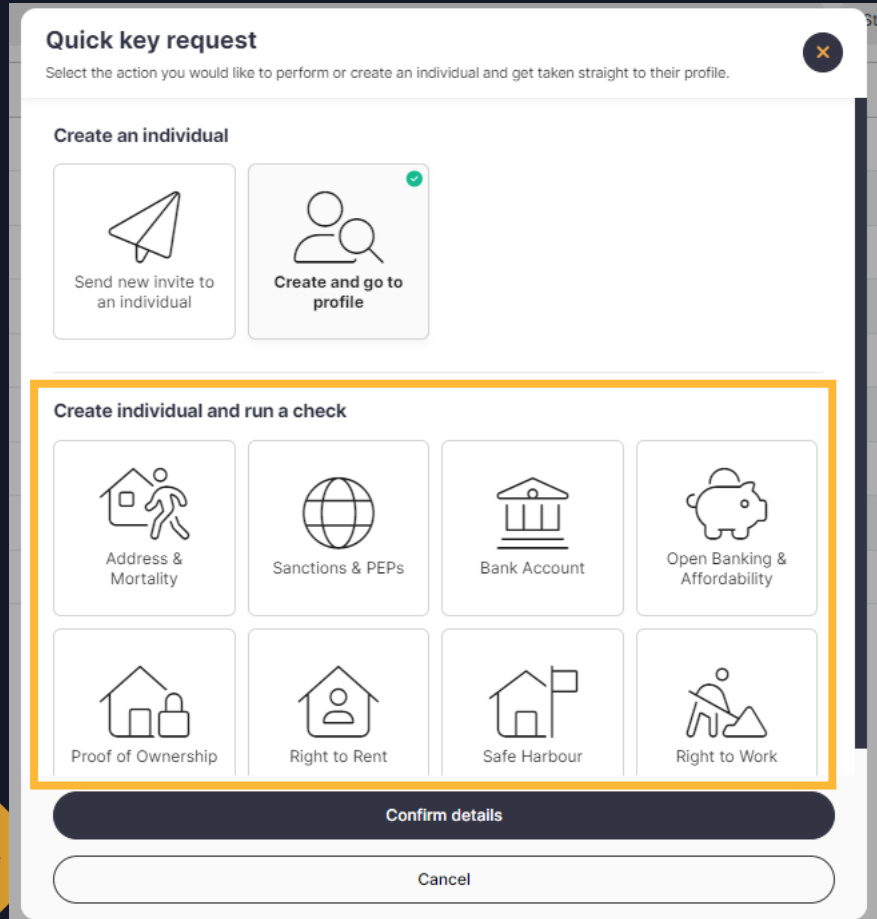 Quick key request
Select the action you would like to perform or create an individual and get taken straight to their profile.
Create an individual
Send new invite to
an individual
Create and go to
profile
Create individual and run a check
Address &
Mortality
Sanctions & PEPs
Bank Account
Open Banking &
Affordability
Proof of Ownership
Right to Rent
Safe Harbour
Right to Work
Confirm details
Cancel